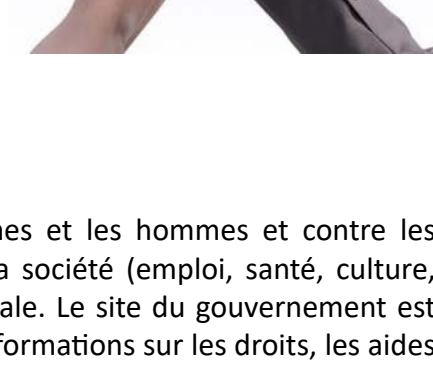 nes et les hommes et contre les
a société (emploi, santé, culture,
ale. Le site du gouvernement est
formations sur les droits, les aides